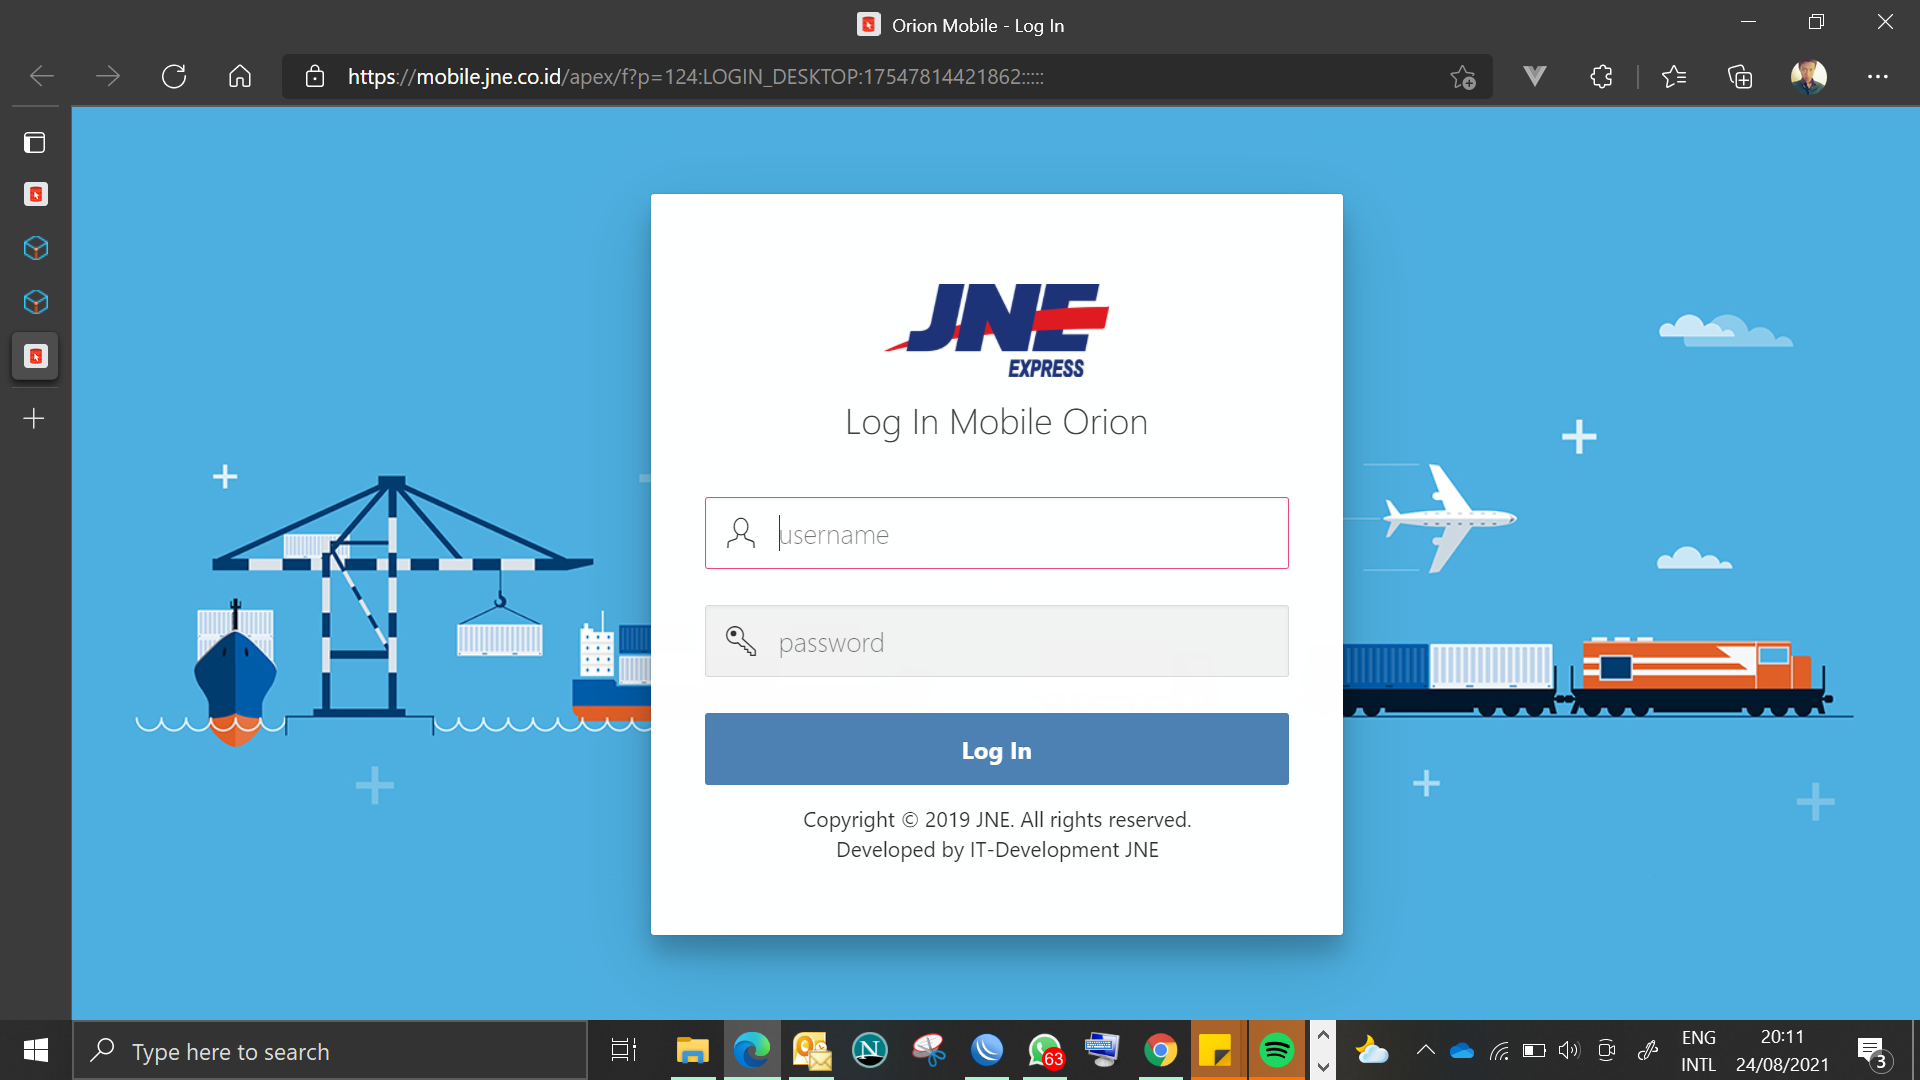 Orion Mobile - Log In
https://mobile.jne.co.id/apex/f?p=124:LOGIN_DESKTOP:17547814421862:::::
JNE
EXPRESS
Log In Mobile Orion
username
password
Log In
Copyright © 2019 JNE. All rights reserved.
Developed by IT-Development JNE
Type here to search
N
63
ENG
INTL
20:11
24/08/2021
3